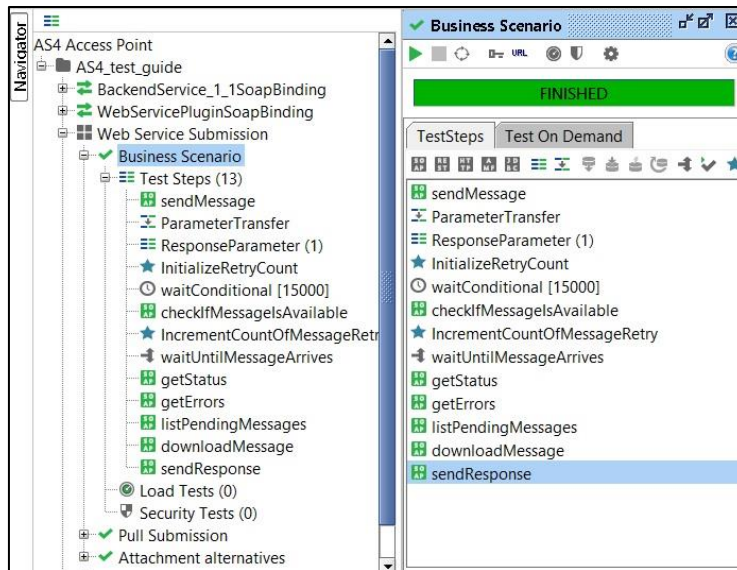 Navigator
AS4 Access Point
AS4_test_guide
BackendService_1_1SoapBinding
WebServicePluginSoapBinding
Web Service Submission
Business Scenario
Test Steps (13)
sendMessage
ParameterTransfer
ResponseParameter (1)
InitializeRetryCount
waitConditional [15000]
checkIfMessageIsAvailable
IncrementCountOfMessageRetr
waitUntilMessageArrives
getStatus
getErrors
listPendingMessages
downloadMessage
sendResponse
Load Tests (0)
Security Tests (0)
Pull Submission
Attachment alternatives
Business Scenario
URL
FINISHED
TestSteps Test On Demand
sendMessage
ParameterTransfer
ResponseParameter (1)
InitializeRetryCount
waitConditional [15000]
checkIfMessageIsAvailable
IncrementCountOfMessageRetry
waitUntilMessageArrives
getStatus
getErrors
listPendingMessages
downloadMessage
sendResponse